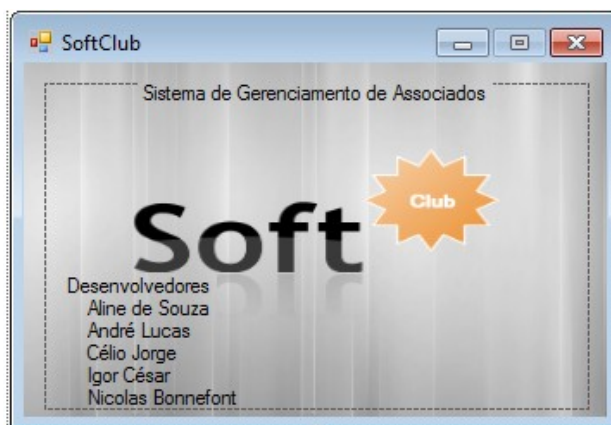 SoftClub
Sistema de Gerenciamento de Associados
Club
Soft
Desenvolvedores
Aline de Souza
André Lucas
Célio Jorge
Igor César
Nicolas Bonnefont